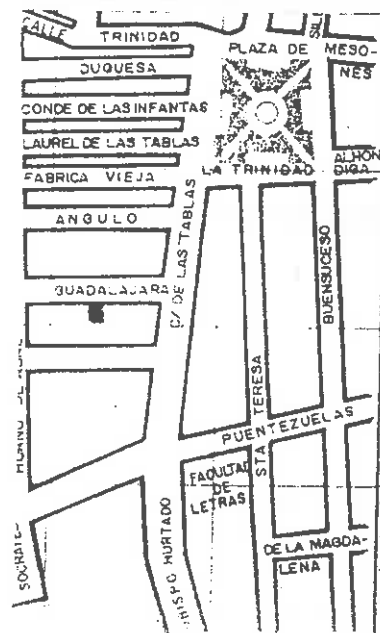 CALLE
TRINIDAD
PLAZA DE MESO-
NES
DUQUESA
CONDE DE LAS INFANTAS
LAUREL DE LAS TABLAS
FABRICA VIEJA
LA TRINIDAD
ALHON
DIGA
ANGULO
C/ DE LAS TABLAS
BUENSUCESO
GUADALAJARA
STA TERESA
PUENTEZUELAS
FACULTAD
DE
LETRAS
DE LA MAGDA-
LENA
HISPO HURTADO